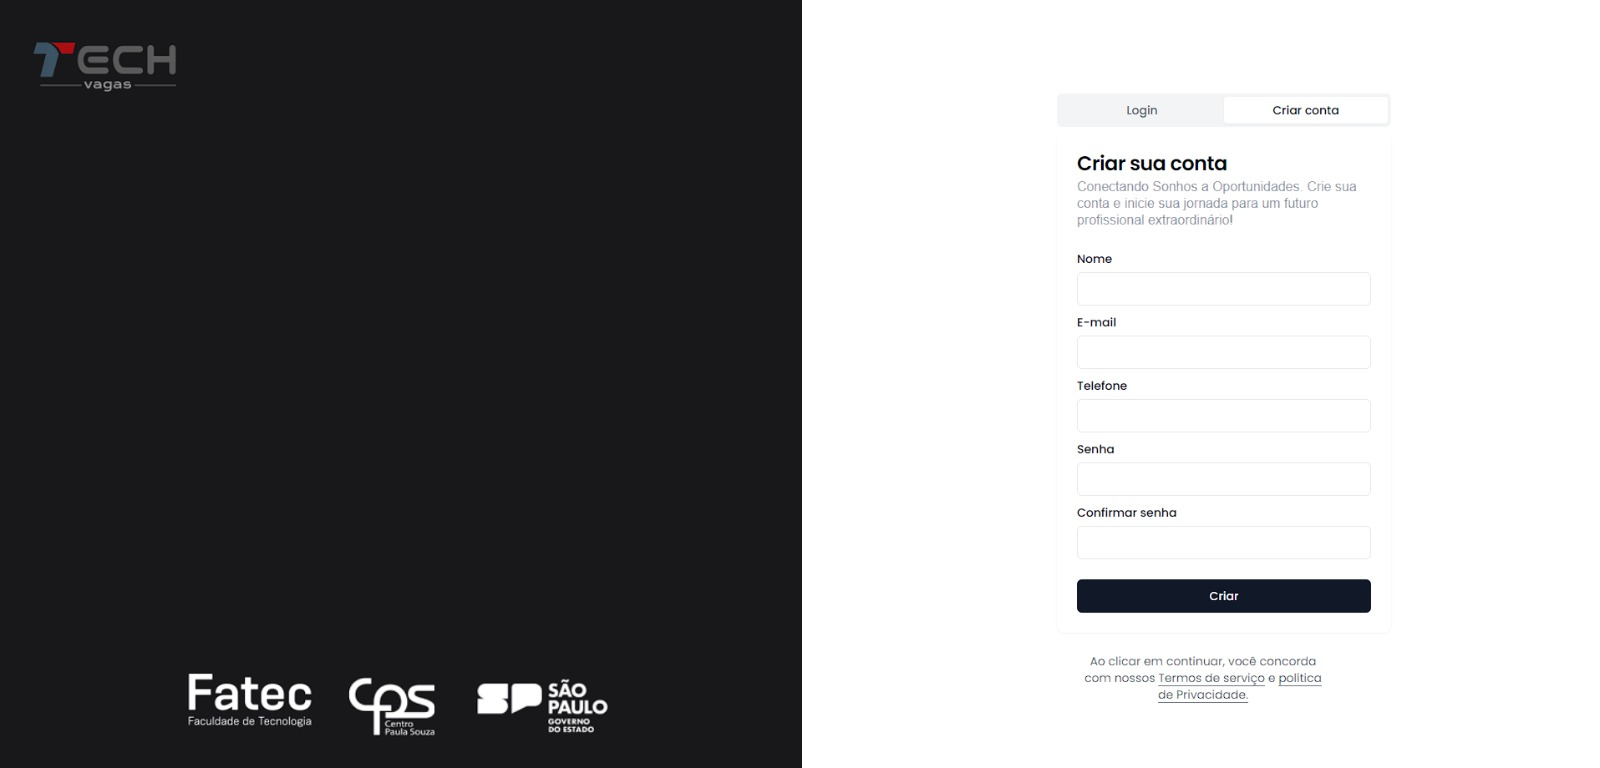 TECH
vagas
Login
Criar conta
Criar sua conta
Conectando Sonhos a Oportunidades. Crie sua
conta e inicie sua jornada para um futuro
profissional extraordinário!
Nome
E-mail
Telefone
Senha
Confirmar senha
Criar
Ao clicar em continuar, você concorda
com nossos Termos de serviço e política
de Privacidade.
Fatec
Faculdade de Tecnologia
CPS
Centro
Paula Souza
SP
SÃO
PAULO
GOVERNO
DO ESTADO